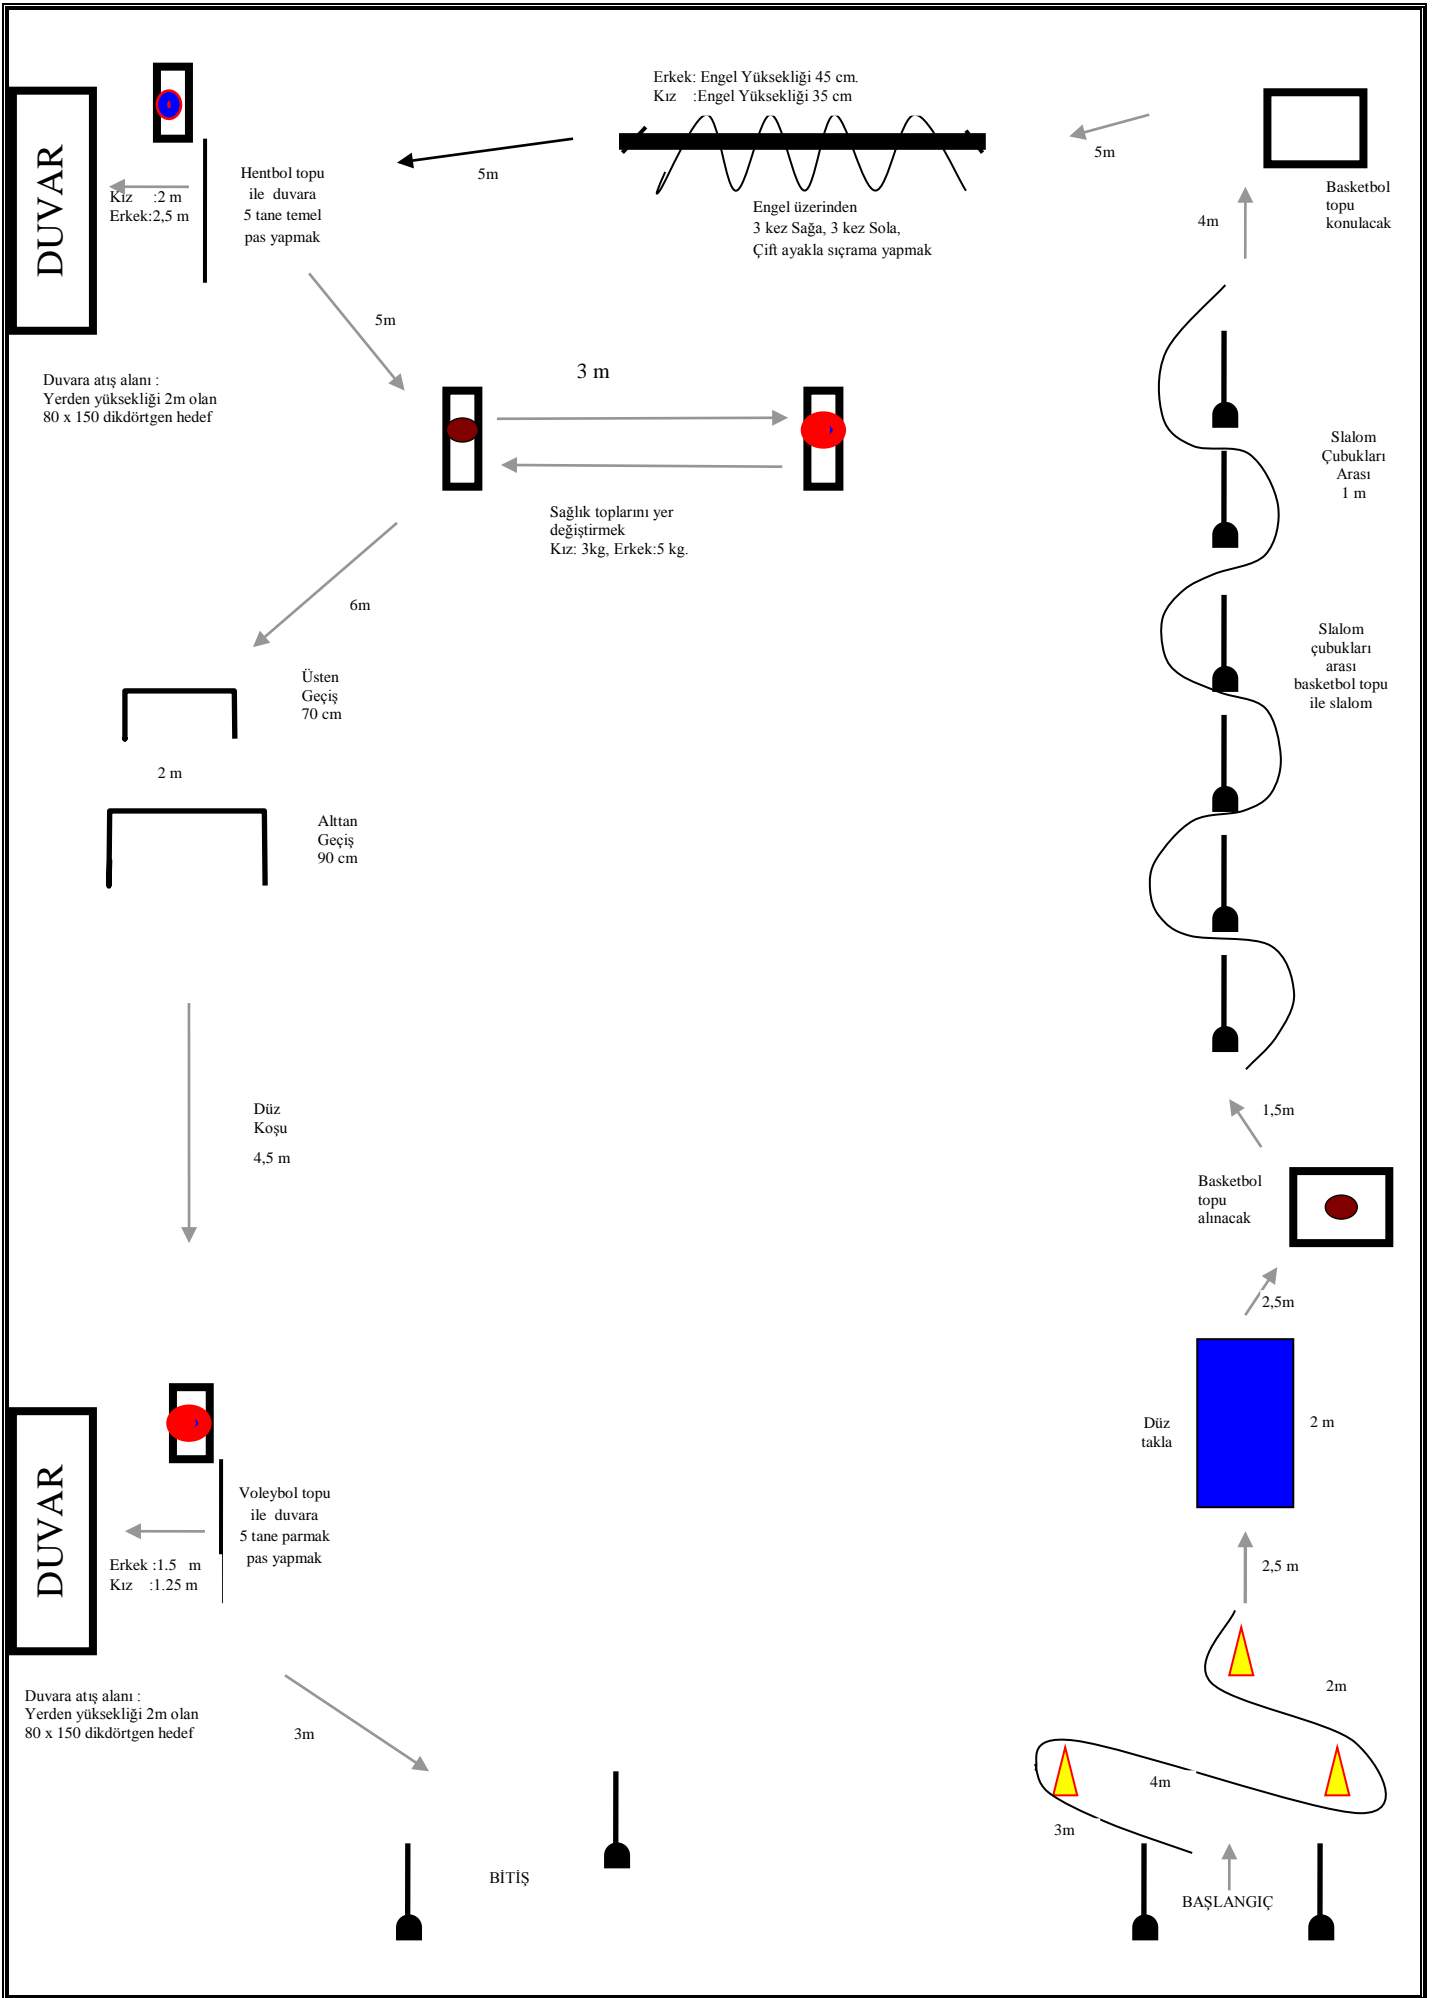 Erkek: Engel Yüksekliği 45 cm.
Kız :Engel Yüksekliği 35 cm
DUVAR
Kız :2 m
Erkek:2,5 m
Hentbol topu
ile duvara
5 tane temel
pas yapmak
5m
Engel üzerinden
3 kez Sağa, 3 kez Sola,
Çift ayakla sıçrama yapmak
5m
Basketbol
topu
konulacak
4m
5m
3 m
Duvara atış alanı :
Yerden yüksekliği 2m olan
80 x 150 dikdörtgen hedef
Slalom
Çubukları
Arası
1 m
Sağlık toplarını yer
değiştirmek
Kız: 3kg, Erkek:5 kg.
6m
Slalom
çubukları
arası
basketbol topu
ile slalom
Üsten
Geçiş
70 cm
2 m
Alttan
Geçiş
90 cm
Düz
Koşu
4,5 m
1,5m
Basketbol
topu
alınacak
2,5m
Düz
takla
2 m
DUVAR
Voleybol topu
ile duvara
5 tane parmak
pas yapmak
Erkek :1.5 m
Kız :1.25 m
2,5 m
Duvara atış alanı :
Yerden yüksekliği 2m olan
80 x 150 dikdörtgen hedef
3m
2m
4m
3m
BİTİŞ
BAŞLANGIÇ